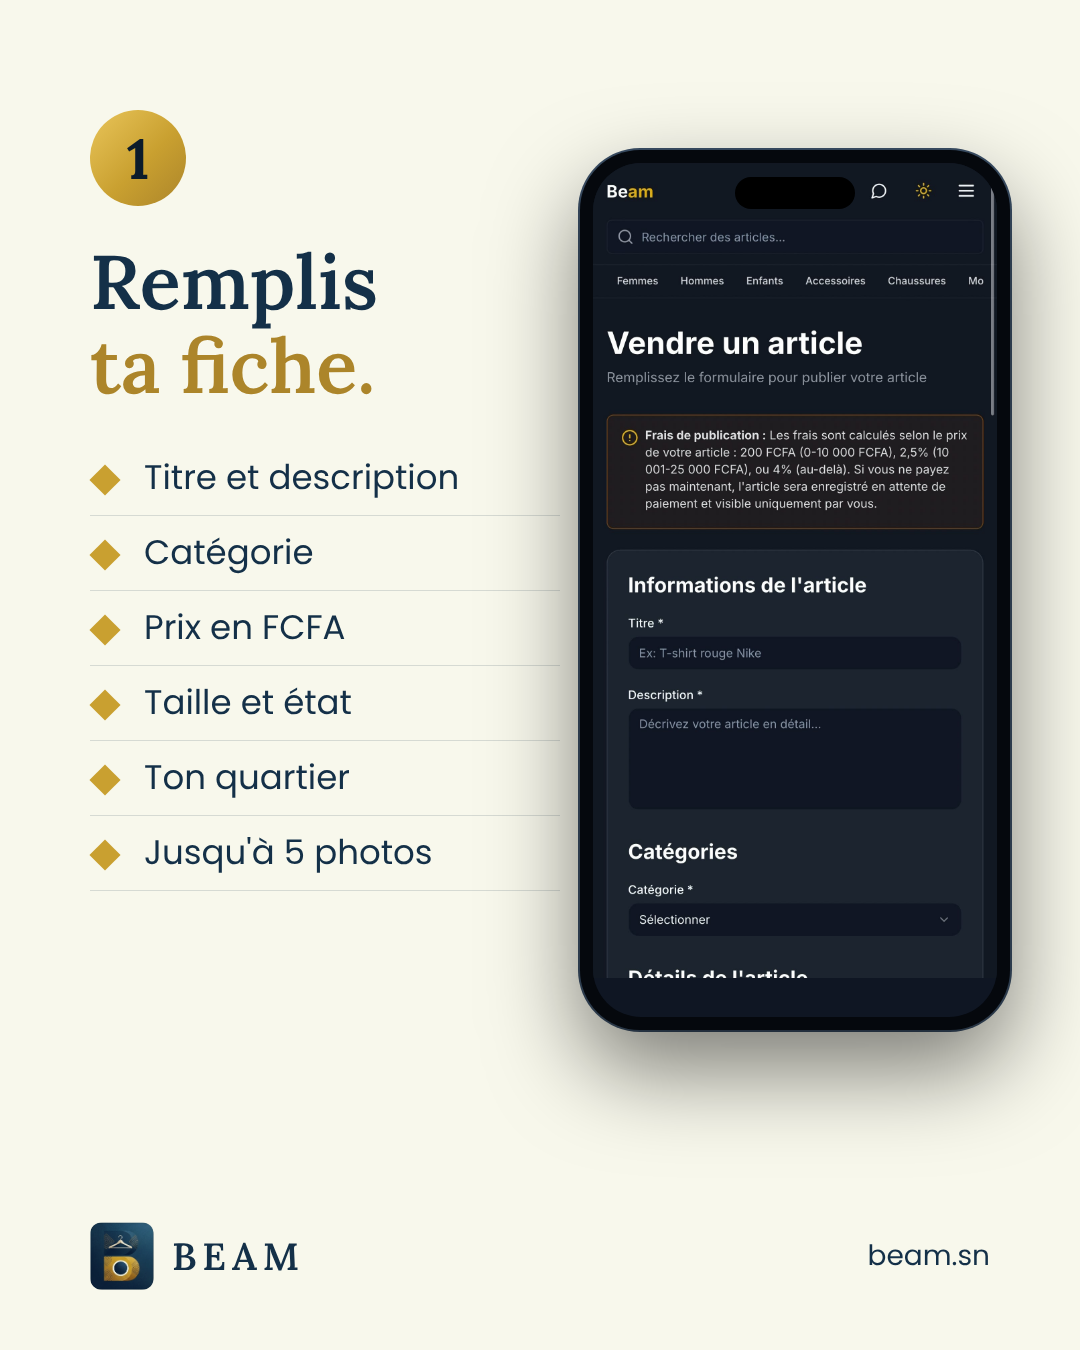 1
Remplis
ta fiche.
Titre et description
Catégorie
Prix en FCFA
Taille et état
Ton quartier
Jusqu'à 5 photos
Beam
Rechercher des articles...
Femmes Hommes Enfants Accessoires Chaussures Mo
Vendre un article
Remplissez le formulaire pour publier votre article
Frais de publication : Les frais sont calculés selon le prix
de votre article : 200 FCFA (0-10 000 FCFA), 2,5% (10
001-25 000 FCFA), ou 4% (au-delà). Si vous ne payez
pas maintenant, l'article sera enregistré en attente de
paiement et visible uniquement par vous.
Informations de l'article
Titre *
Ex: T-shirt rouge Nike
Description *
Décrivez votre article en détail...
Catégories
Catégorie *
Sélectionner
Détails de l'article
BEAM
beam.sn